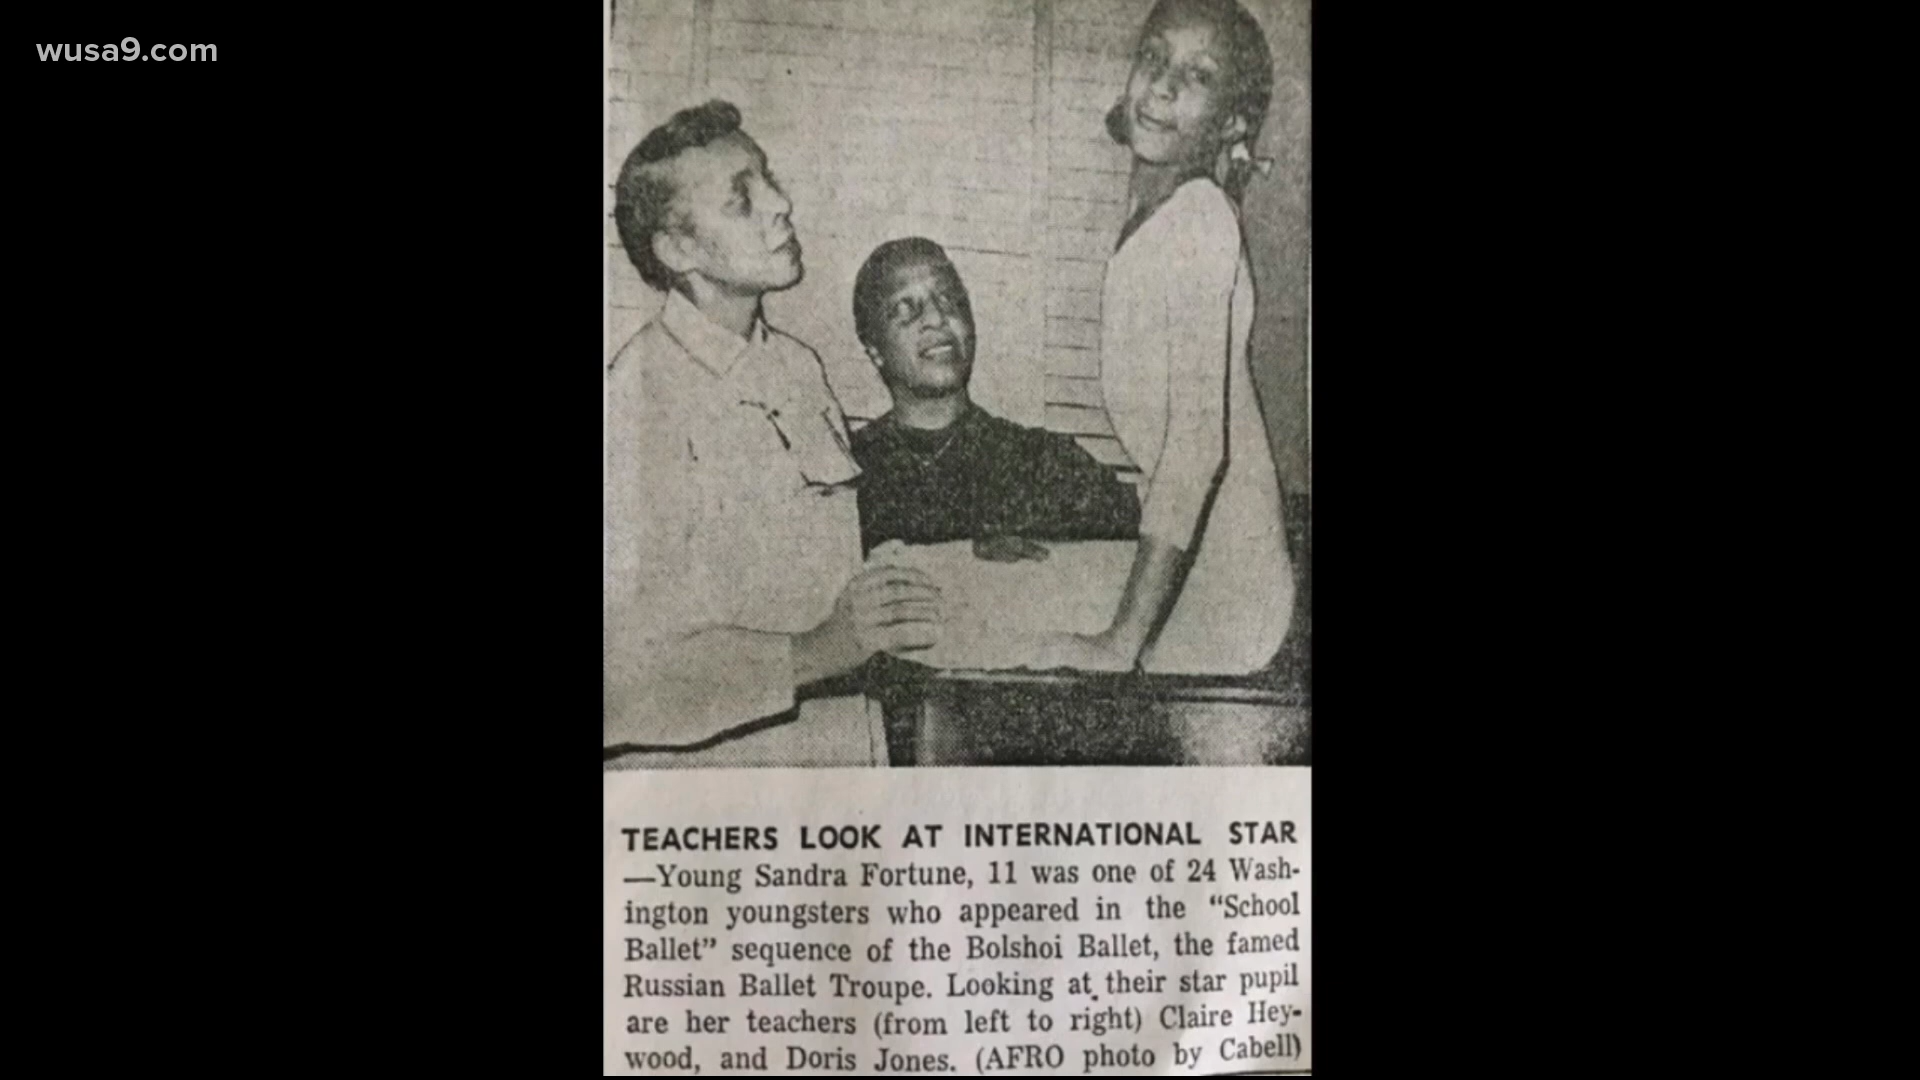 wusa9.com
TEACHERS LOOK AT INTERNATIONAL STAR
—Young Sandra Fortune, 11 was one of 24 Wash-
ington youngsters who appeared in the “School
Ballet” sequence of the Bolshoi Ballet, the famed
Russian Ballet Troupe. Looking at their star pupil
are her teachers (from left to right) Claire Hey-
wood, and Doris Jones. (AFRO photo by Cabell)